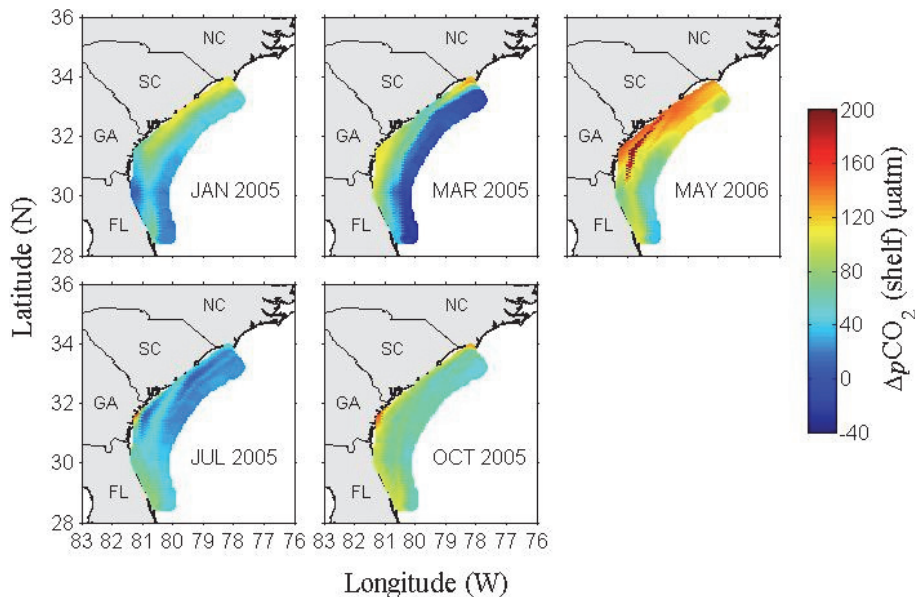 36
34
32
30
28
NC
SC
GA
FL
JAN 2005
NC
SC
GA
FL
MAR 2005
NC
SC
GA
FL
MAY 2006
200
160
120
80
40
0
-40
ΔpCO2 (shelf) (µatm)
Latitude (N)
36
34
32
30
28
NC
SC
GA
FL
JUL 2005
NC
SC
GA
FL
OCT 2005
83 82 81 80 79 78 77 76
83 82 81 80 79 78 77 76
Longitude (W)